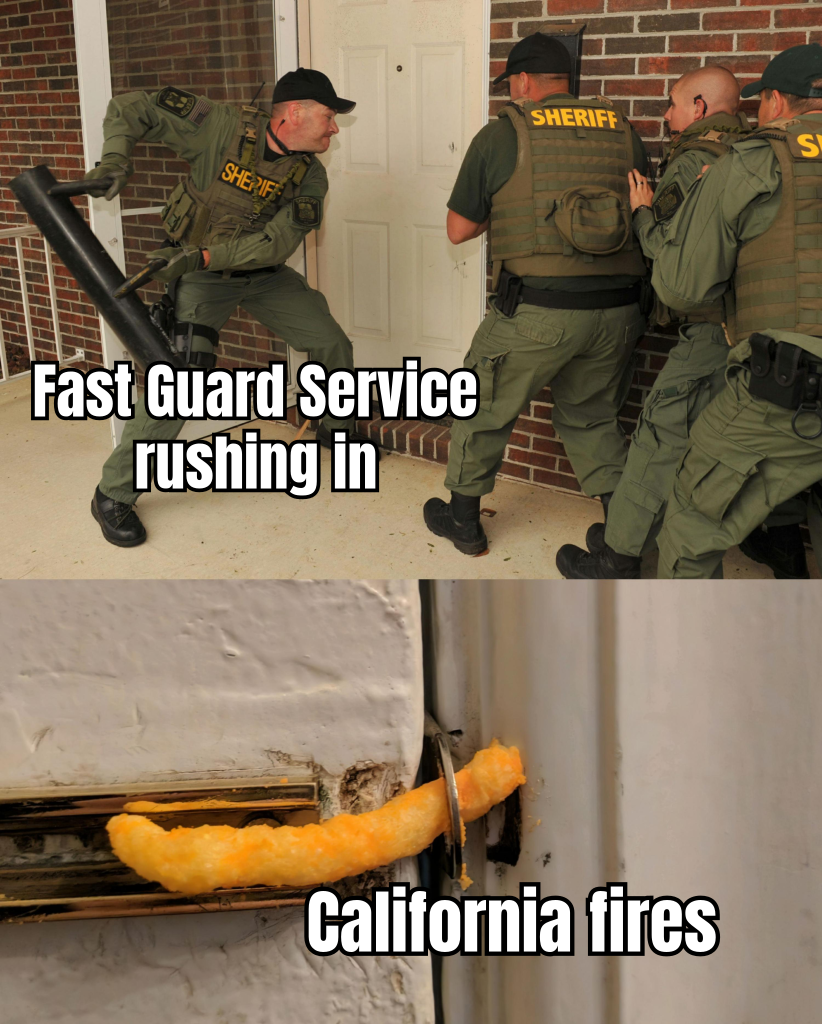 SHERIFF
SHERIFF
Fast Guard Service
rushing in
California fires